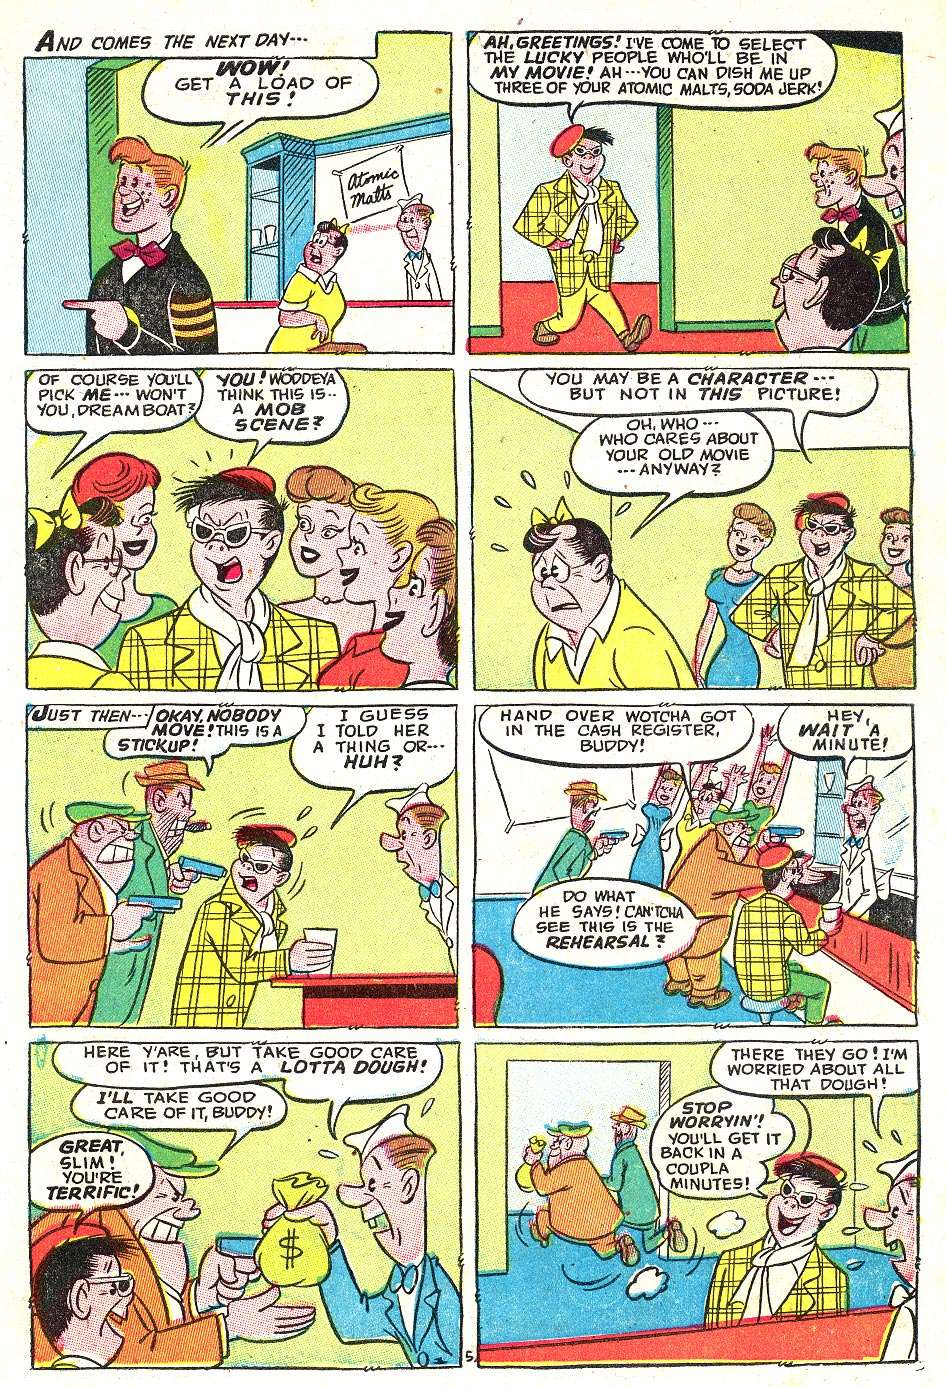 AND COMES THE NEXT DAY---
WOW!
GET A LOAD OF
THIS!
Atomic
Malts
AH, GREETINGS! I'VE COME TO SELECT
THE LUCKY PEOPLE WHO'LL BE IN
MY MOVIE! AH---YOU CAN DISH ME UP
THREE OF YOUR ATOMIC MALTS, SODA JERK!
OF COURSE YOU'LL
PICK ME--- WON'T
YOU, DREAM BOAT?
YOU! WODDEYA
THINK THIS IS--
A MOB
SCENE?
YOU MAY BE A CHARACTER---
BUT NOT IN THIS PICTURE!
OH, WHO---
WHO CARES ABOUT
YOUR OLD MOVIE
---ANYWAY?
JUST THEN---
OKAY, NOBODY
MOVE! THIS IS A
STICKUP!
I GUESS
I TOLD HER
A THING OR---
HUH?
HAND OVER WOTCHA GOT
IN THE CASH REGISTER,
BUDDY!
HEY,
WAIT A
MINUTE!
DO WHAT
HE SAYS! CAN'TCHA
SEE THIS IS THE
REHEARSAL?
HERE Y'ARE, BUT TAKE GOOD CARE
OF IT! THAT'S A LOTTA DOUGH!
I'LL TAKE GOOD
CARE OF IT, BUDDY!
GREAT,
SLIM!
YOU'RE
TERRIFIC!
$
5.
THERE THEY GO! I'M
WORRIED ABOUT ALL
THAT DOUGH!
STOP
WORRYIN'!
YOU'LL GET IT
BACK IN A
COUPLA
MINUTES!